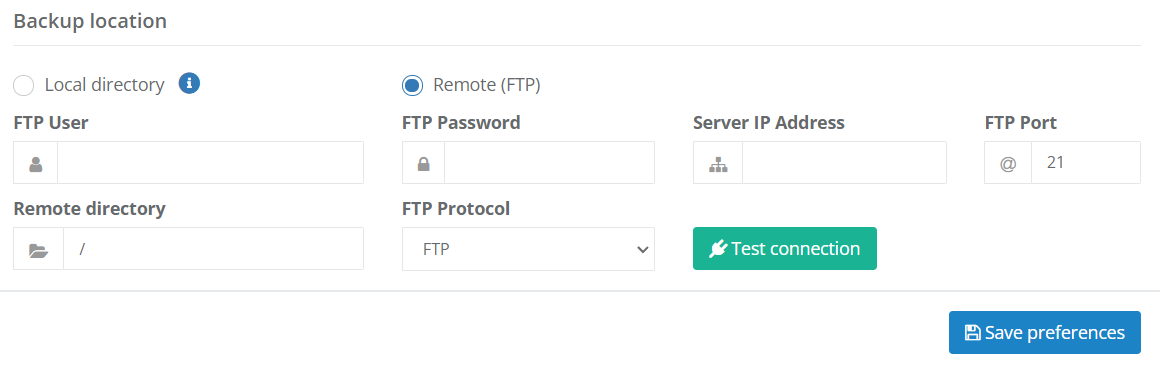 Backup location
Local directory
Remote (FTP)
FTP User
FTP Password
Server IP Address
FTP Port
@ 21
Remote directory
FTP Protocol
/
FTP
Test connection
Save preferences